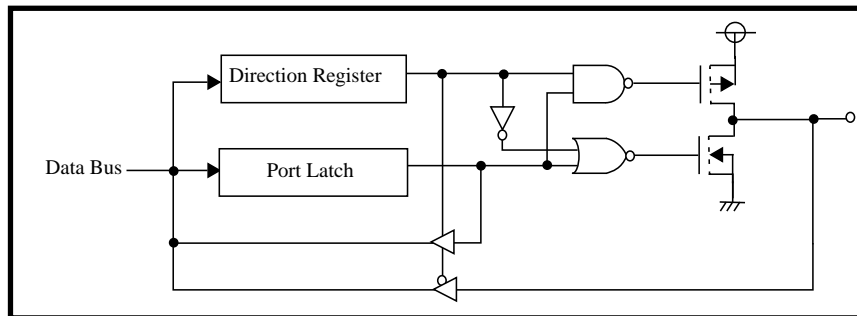 Direction Register
Data Bus
Port Latch